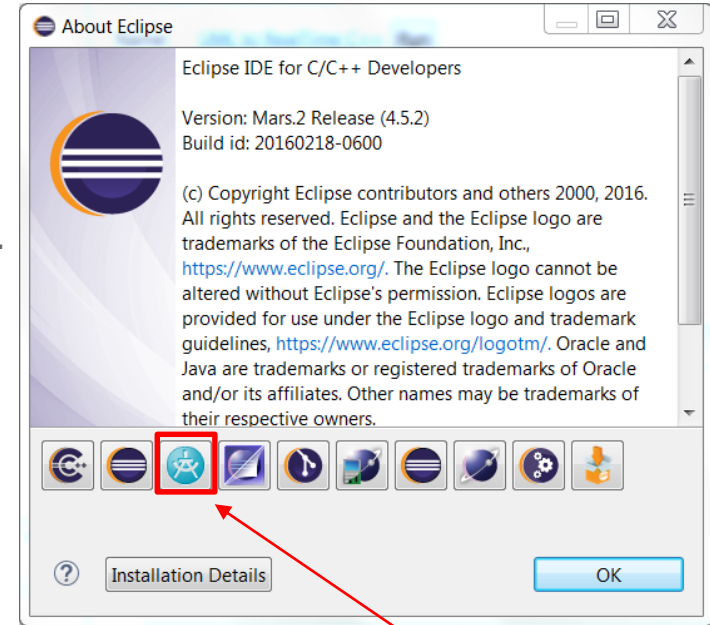 About Eclipse
Eclipse IDE for C/C++ Developers
Version: Mars.2 Release (4.5.2)
Build id: 20160218-0600
(c) Copyright Eclipse contributors and others 2000, 2016.
All rights reserved. Eclipse and the Eclipse logo are
trademarks of the Eclipse Foundation, Inc.,
https://www.eclipse.org/. The Eclipse logo cannot be
altered without Eclipse's permission. Eclipse logos are
provided for use under the Eclipse logo and trademark
guidelines, https://www.eclipse.org/logotm/. Oracle and
Java are trademarks or registered trademarks of Oracle
and/or its affiliates. Other names may be trademarks of
their respective owners.
C++
?
Installation Details
OK